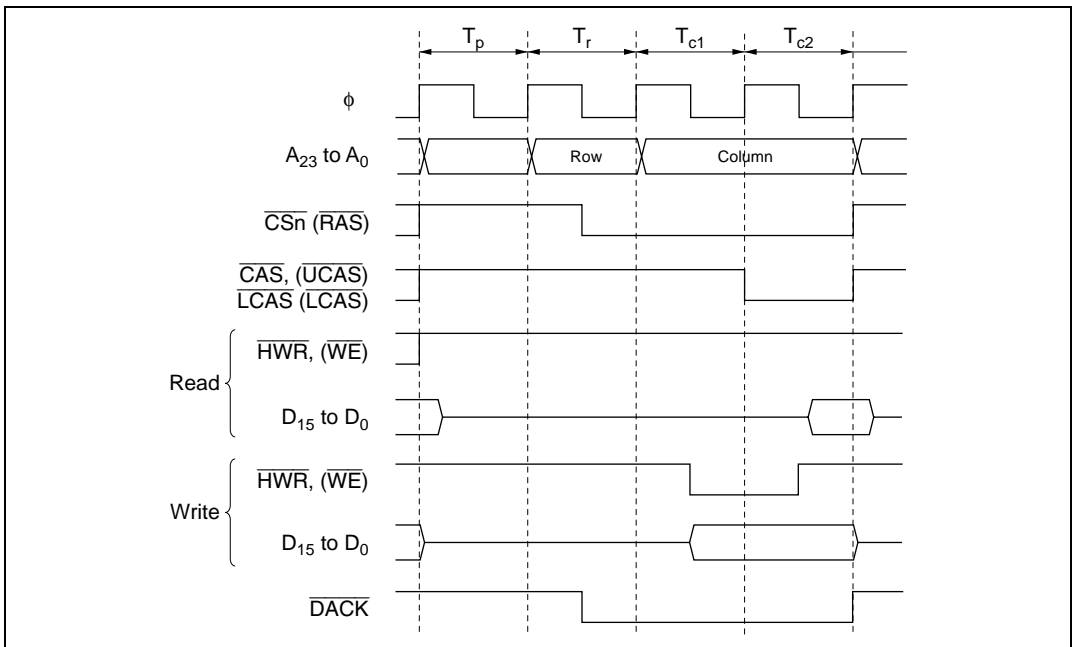 Tp Tr Tc1 Tc2
ϕ
A23 to A0 Row Column
CSn (RAS)
CAS, (UCAS)
LCAS (LCAS)
Read
HWR, (WE)
D15 to D0
Write
HWR, (WE)
D15 to D0
DACK